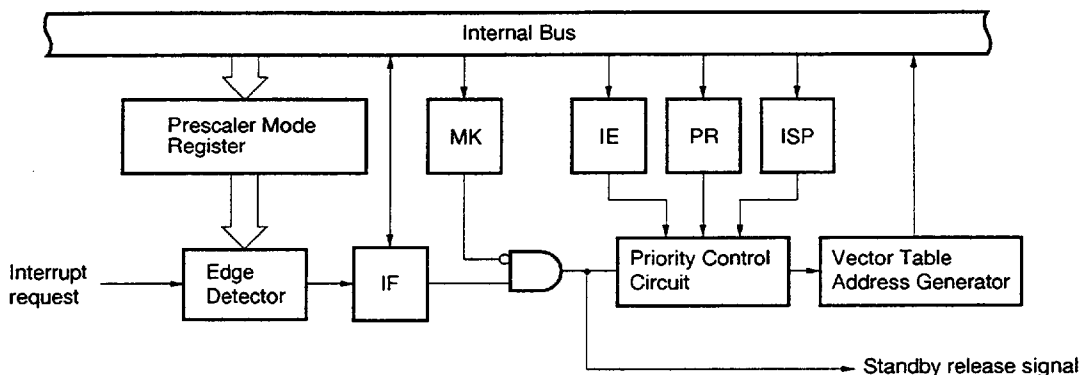 Internal Bus
Prescaler Mode
Register
MK
IE
PR
ISP
Interrupt
request
Edge
Detector
IF
Priority Control
Circuit
Vector Table
Address Generator
Standby release signal